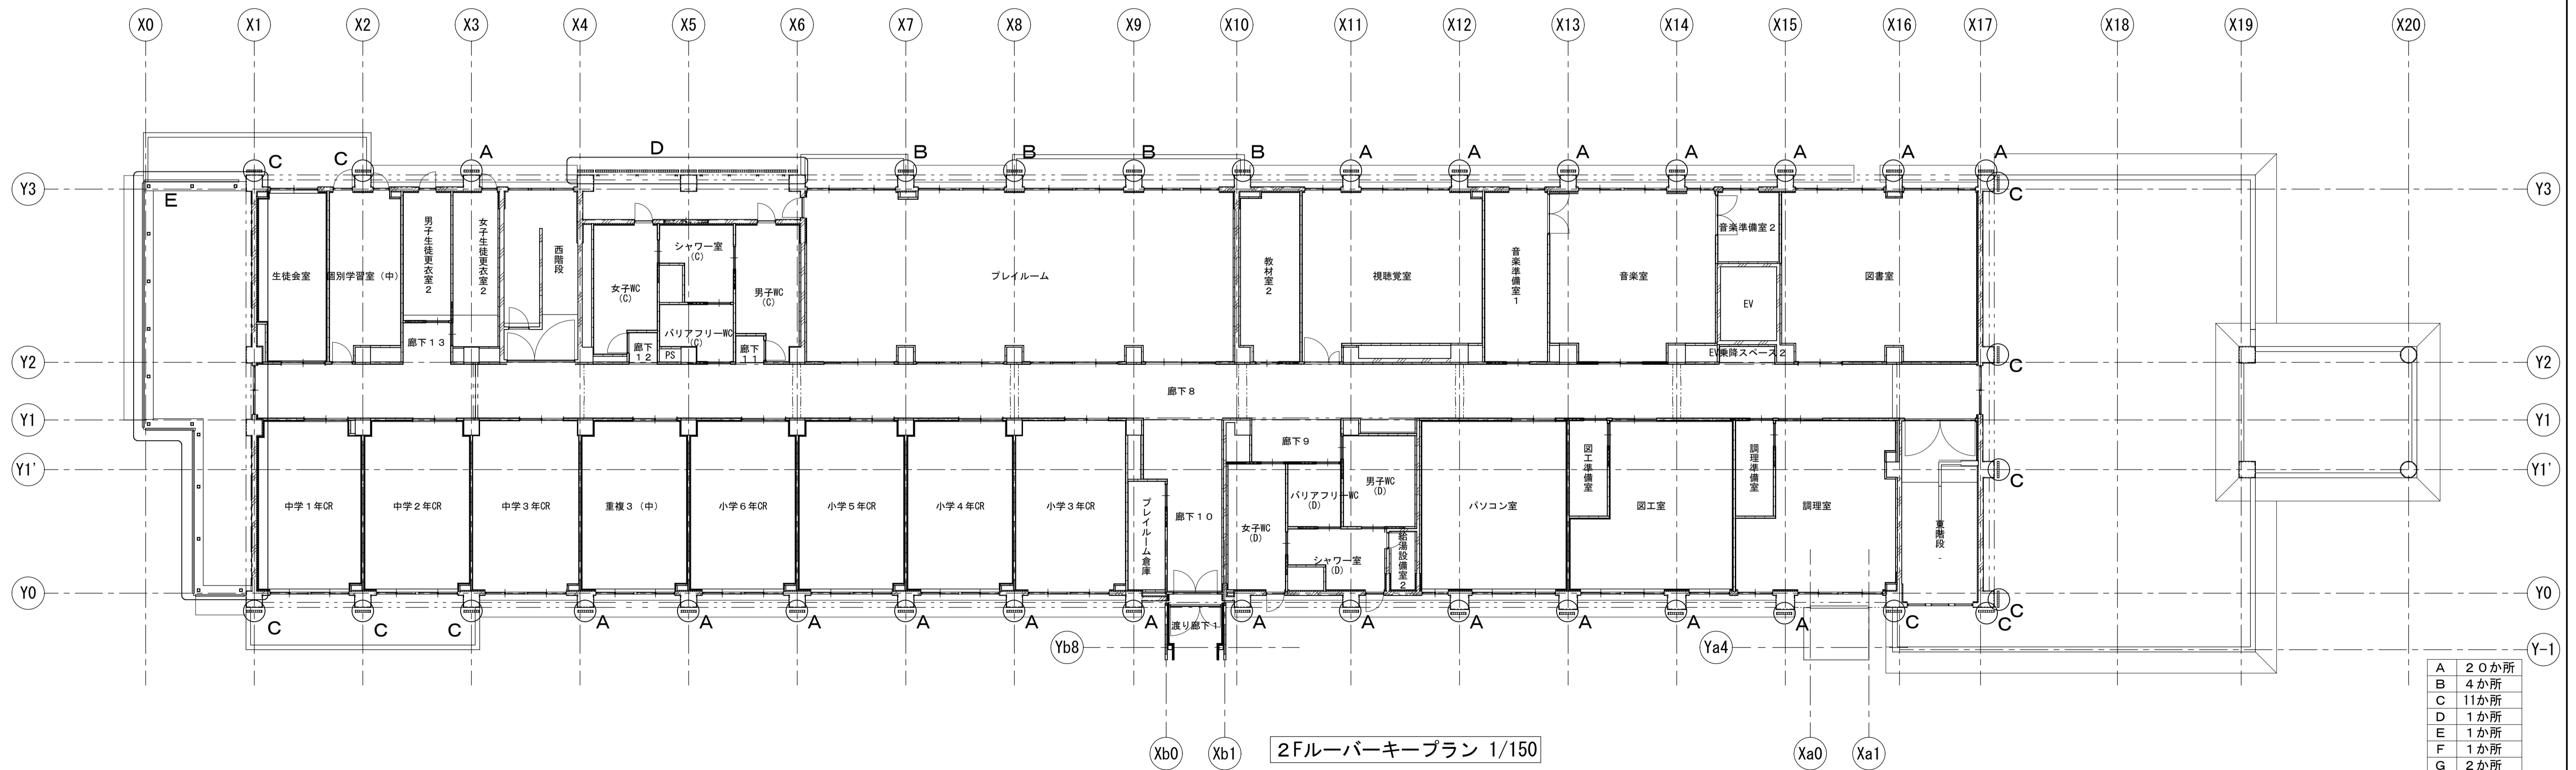 X0 X1 X2 X3 X4 X5 X6 X7 X8 X9 X10 X11 X12 X13 X14 X15 X16 X17 X18 X19 X20
D
C C A B B B B A A A A A A A
Y3 Y3
E C
男子生徒更衣室2
女子生徒更衣室2
西階段
シャワー室
(C)
音楽準備室2
生徒会室
個別学習室(中)
女子WC
(C)
男子WC
(C)
プレイルーム
教材室2
視聴覚室
音楽準備室1
音楽室
図書室
EV
バリアフリーWC
(C)
廊下13
廊下12
PS
廊下11
EV乗降スペース2
Y2 C Y2
廊下8
Y1 Y1
廊下9
図工準備室
調理準備室
Y1' C Y1'
中学1年CR
中学2年CR
中学3年CR
重複3(中)
小学6年CR
小学5年CR
小学4年CR
小学3年CR
プレイルーム倉庫
廊下10
女子WC
(D)
バリアフリーWC
(D)
男子WC
(D)
シャワー室
(D)
給湯設備室2
パソコン室
図工室
調理室
東階段
Y0 Y0
C C C A A A A A A A A A A A A C C C
渡り廊下1
Yb8 Ya4 Y-1
Xb0 Xb1 Xa0 Xa1
2Fルーバーキープラン 1/150
A 20か所
B 4か所
C 11か所
D 1か所
E 1か所
F 1か所
G 2か所